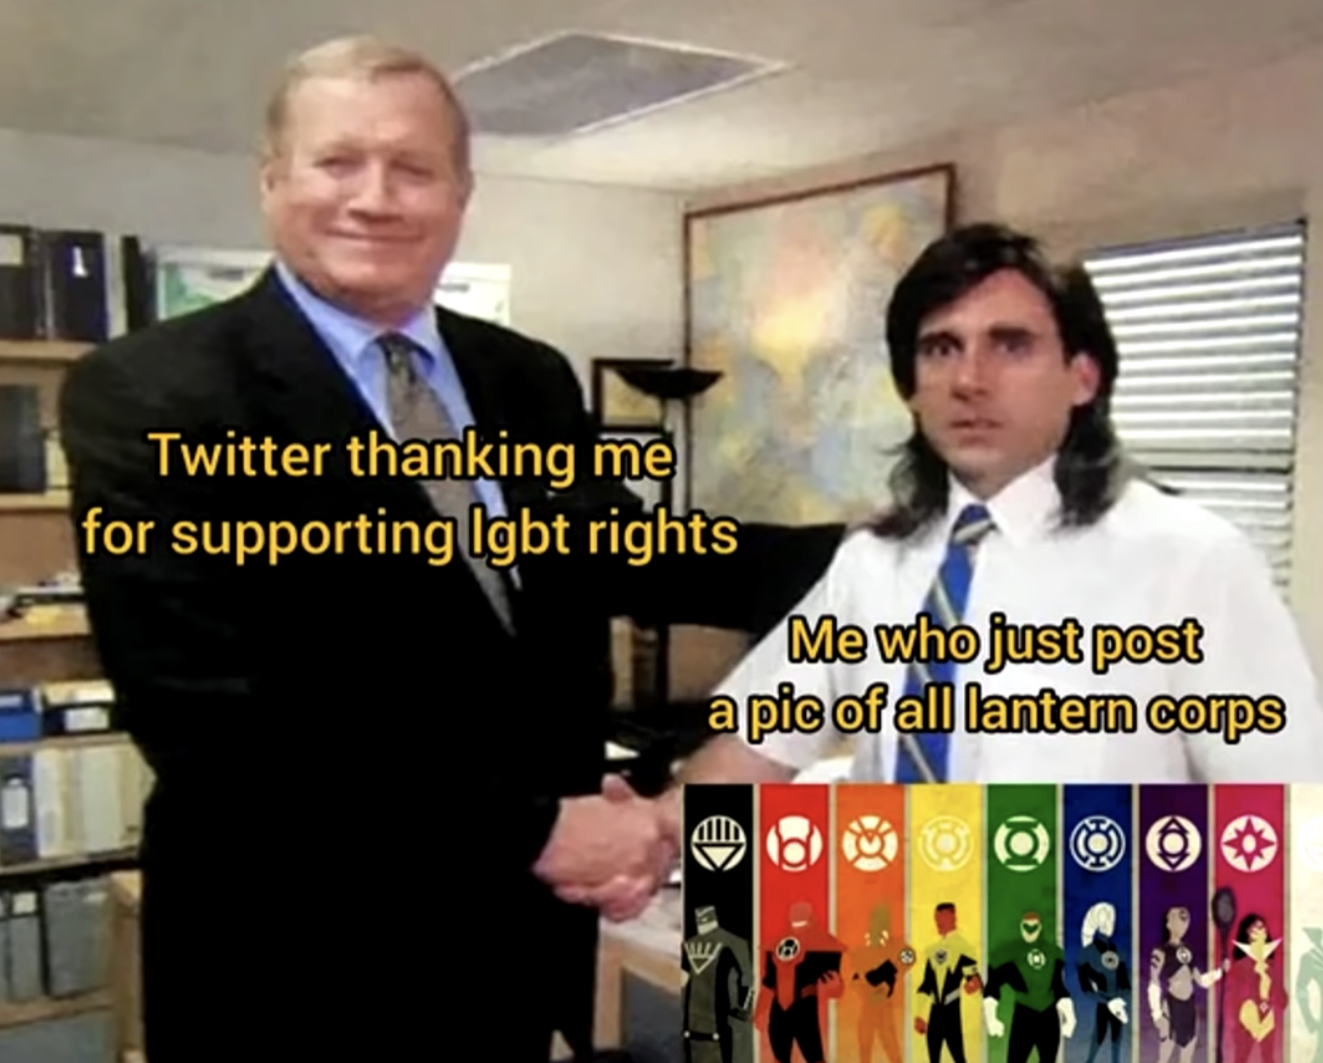 Twitter thanking me
for supporting lgbt rights
Me who just post
a pic of all lantern corps